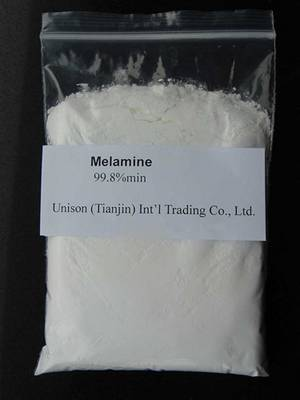 Melamine
99.8%min
Unison (Tianjin) Int'l Trading Co., Ltd.